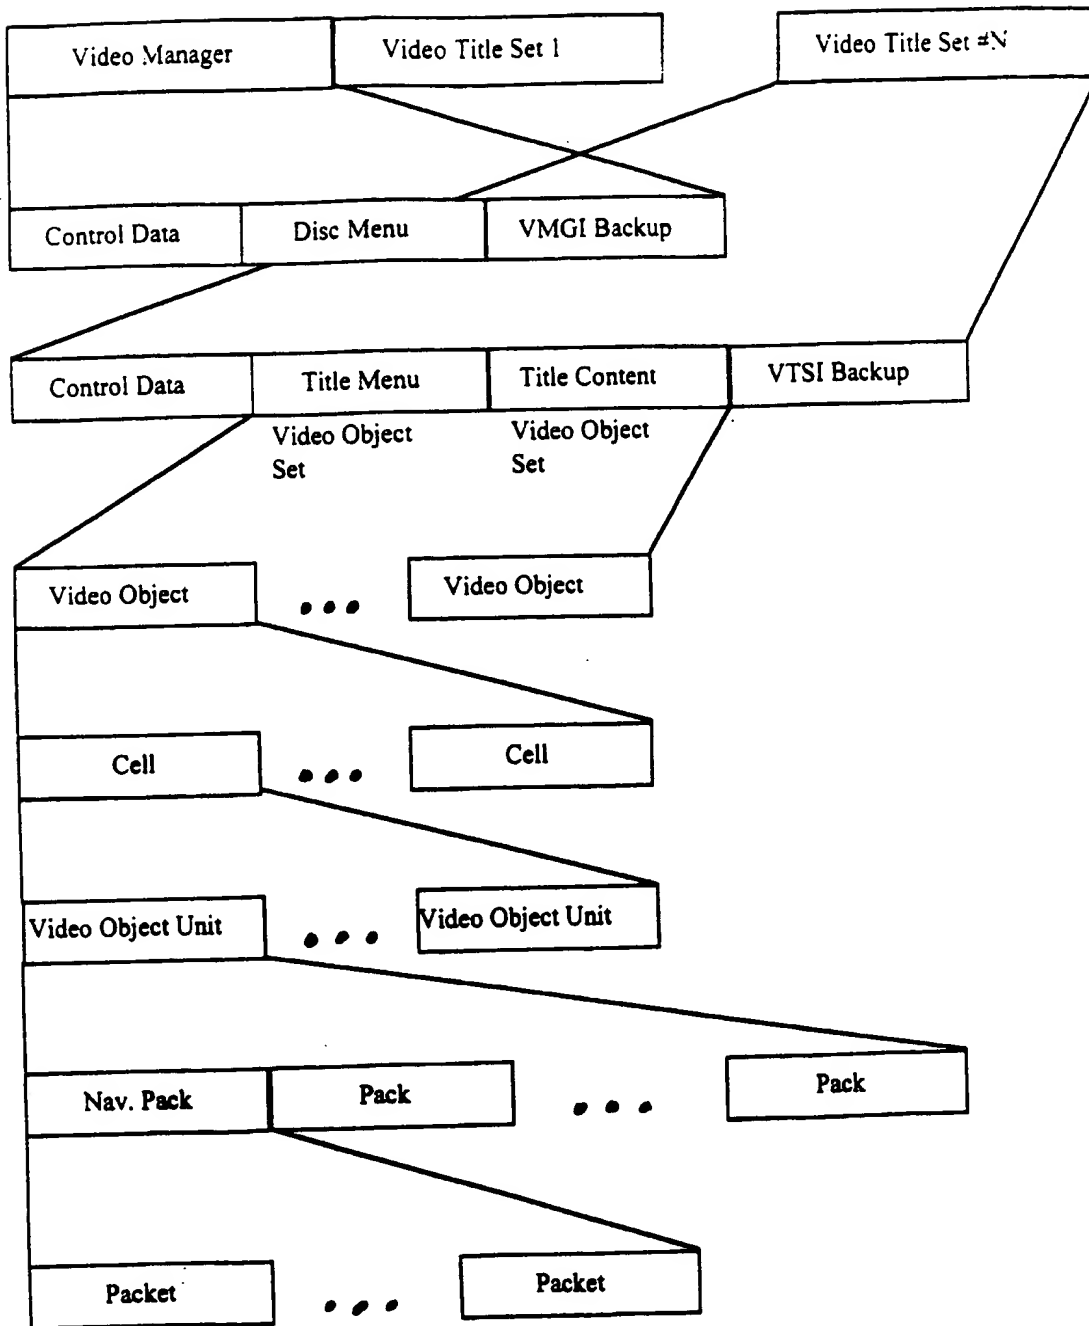 Video Manager
Video Title Set 1
Video Title Set #N
Control Data
Disc Menu
VMGI Backup
Control Data
Title Menu
Title Content
VTSI Backup
Video Object
Set
Video Object
Set
Video Object
Video Object
Cell
Cell
Video Object Unit
Video Object Unit
Nav. Pack
Pack
Pack
Packet
Packet